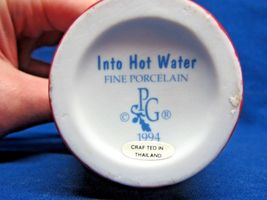 Into Hot Water
FINE PORCELAIN
PG
© ®
1994
CRAFTED IN
THAILAND